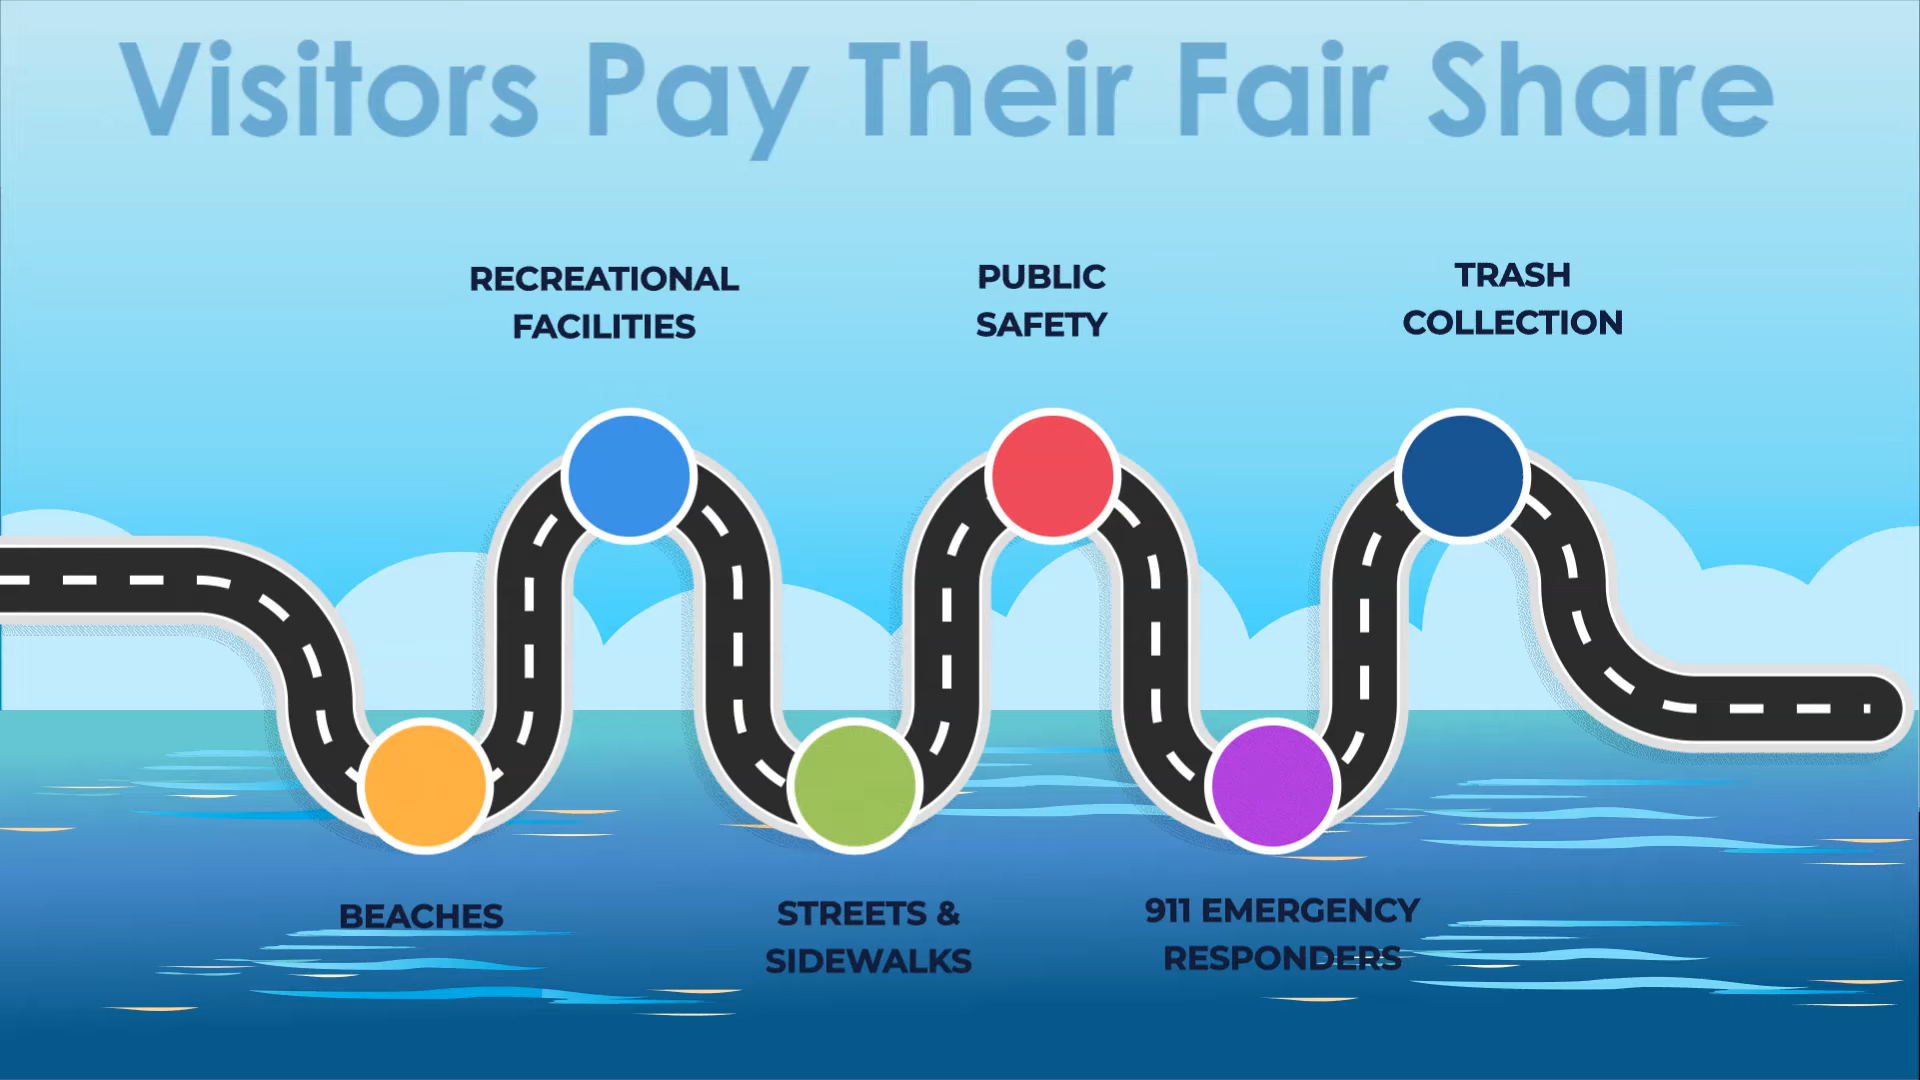 Visitors Pay Their Fair Share
RECREATIONAL
FACILITIES
PUBLIC
SAFETY
TRASH
COLLECTION
BEACHES
STREETS &
SIDEWALKS
911 EMERGENCY
RESPONDERS